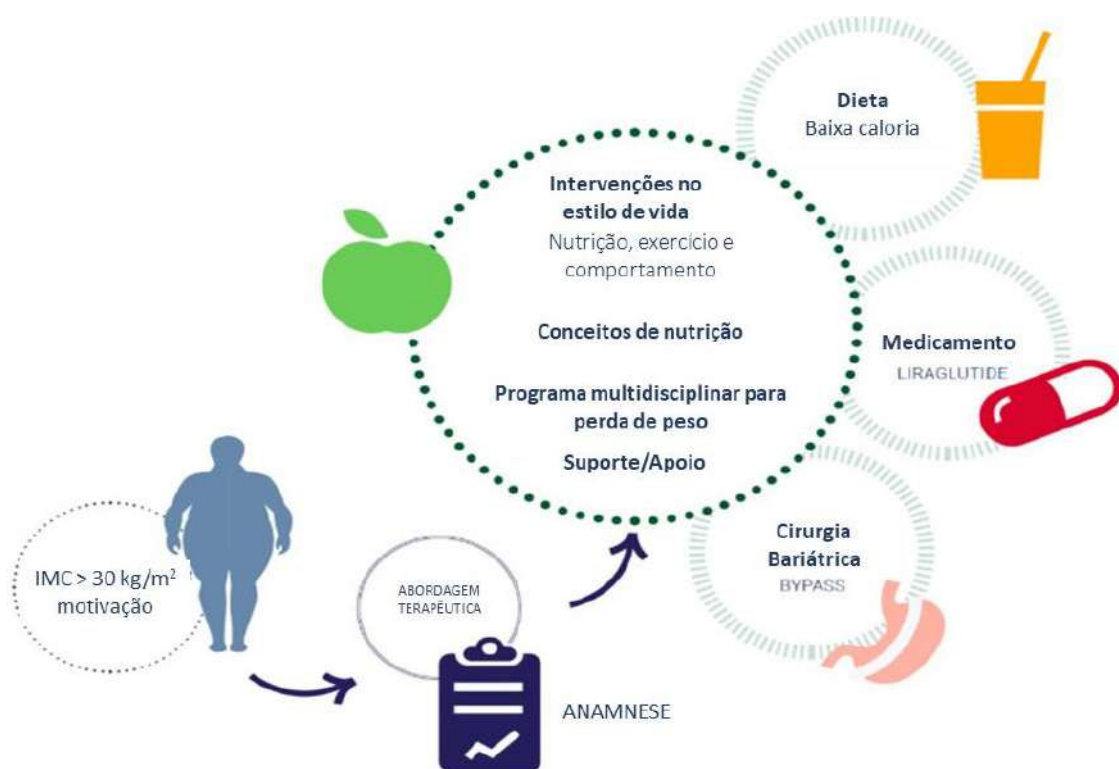 IMC > 30 kg/m²
motivação
ABORDAGEM
TERAPÊUTICA
ANAMNESE
Intervenções no
estilo de vida
Nutrição, exercício e
comportamento
Conceitos de nutrição
Programa multidisciplinar para
perda de peso
Suporte/Apoio
Dieta
Baixa caloria
Medicamento
LIRAGLUTIDE
Cirurgia
Bariátrica
BYPASS